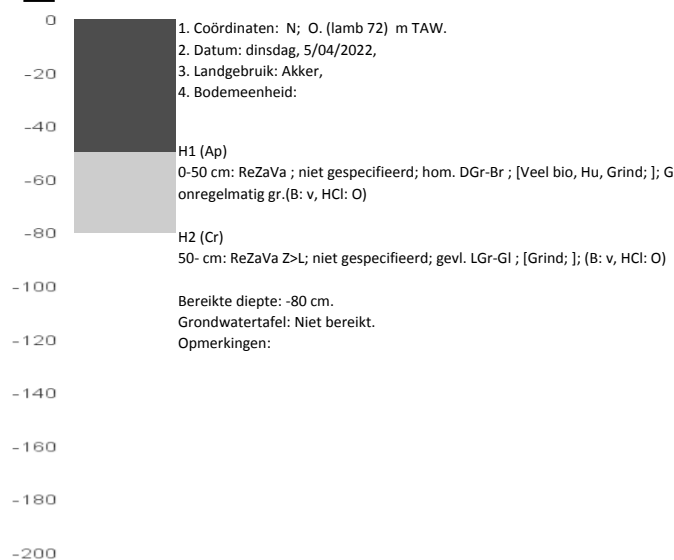 0
-20
-40
-60
-80
-100
-120
-140
-160
-180
-200
1. Coördinaten: N; O. (lamb 72) m TAW.
2. Datum: dinsdag, 5/04/2022,
3. Landgebruik: Akker,
4. Bodemeenheid:
H1 (Ap)
0-50 cm: ReZaVa ; niet gespecifieerd; hom. DGr-Br ; [Veel bio, Hu, Grind; ]; G
onregelmatig gr.(B: v, HCl: O)
H2 (Cr)
50- cm: ReZaVa Z>L; niet gespecifieerd; gevl. LGr-Gl ; [Grind; ]; (B: v, HCl: O)
Bereikte diepte: -80 cm.
Grondwatertafel: Niet bereikt.
Opmerkingen: